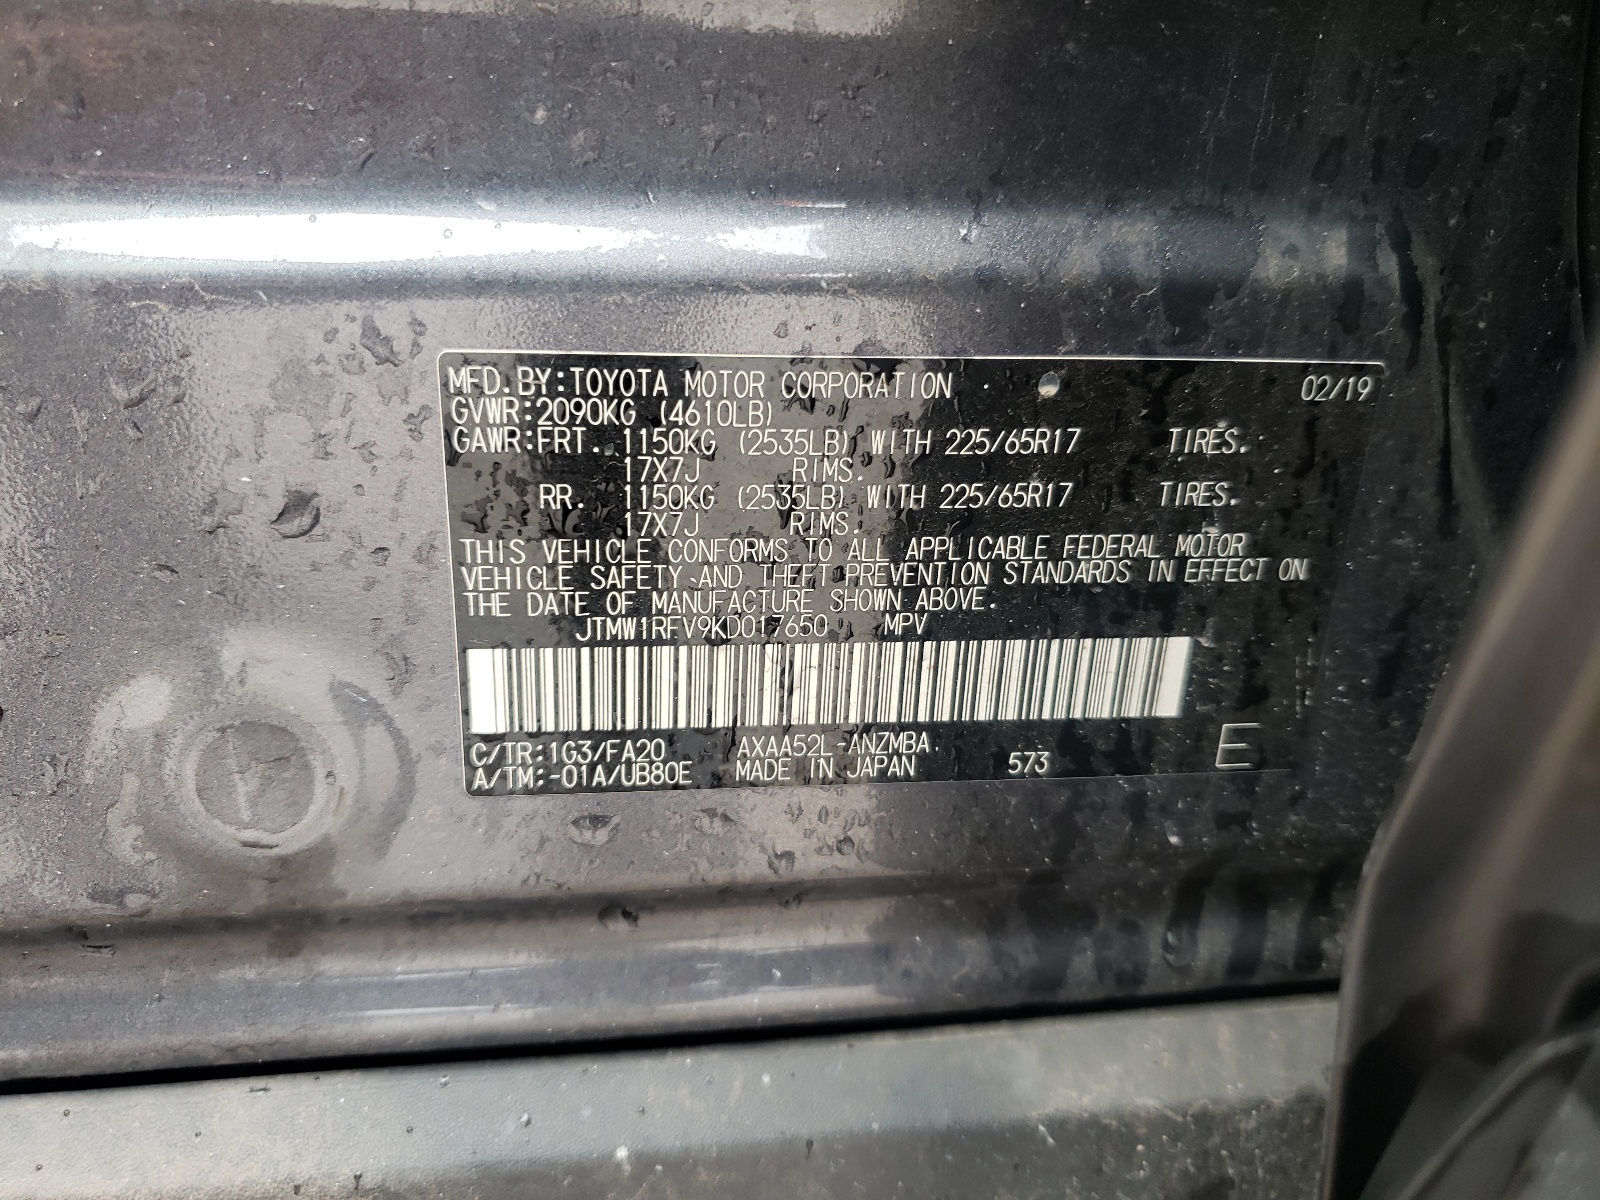 MFD. BY:TOYOTA MOTOR CORPORATION 02/19
GVWR:2090KG (4610LB)
GAWR:FRT. 1150KG (2535LB) WITH 225/65R17 TIRES.
17X7J RIMS.
RR. 1150KG (2535LB) WITH 225/65R17 TIRES.
17X7J RIMS.
THIS VEHICLE CONFORMS TO ALL APPLICABLE FEDERAL MOTOR
VEHICLE SAFETY AND THEFT PREVENTION STANDARDS IN EFFECT ON
THE DATE OF MANUFACTURE SHOWN ABOVE.
JTMW1RFV9KD017650 MPV
C/TR:1G3/FA20 AXAA52L-ANZMBA
A/TM:-01A/UB80E MADE IN JAPAN 573 E